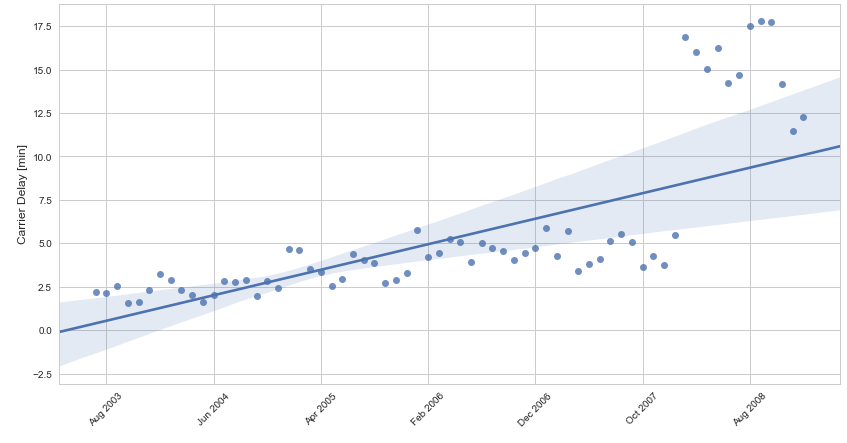 17.5
15.0
12.5
10.0
7.5
5.0
2.5
0.0
−2.5
Carrier Delay [min]
Aug 2003
Jun 2004
Apr 2005
Feb 2006
Dec 2006
Oct 2007
Aug 2008